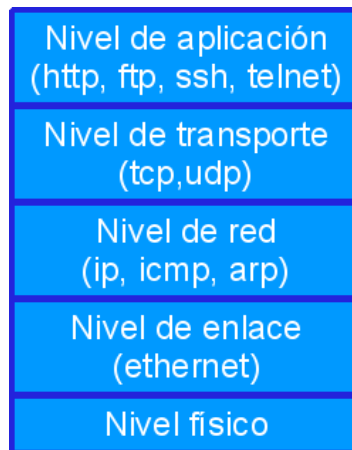 Nivel de aplicación
(http, ftp, ssh, telnet)
Nivel de transporte
(tcp,udp)
Nivel de red
(ip, icmp, arp)
Nivel de enlace
(ethernet)
Nivel físico